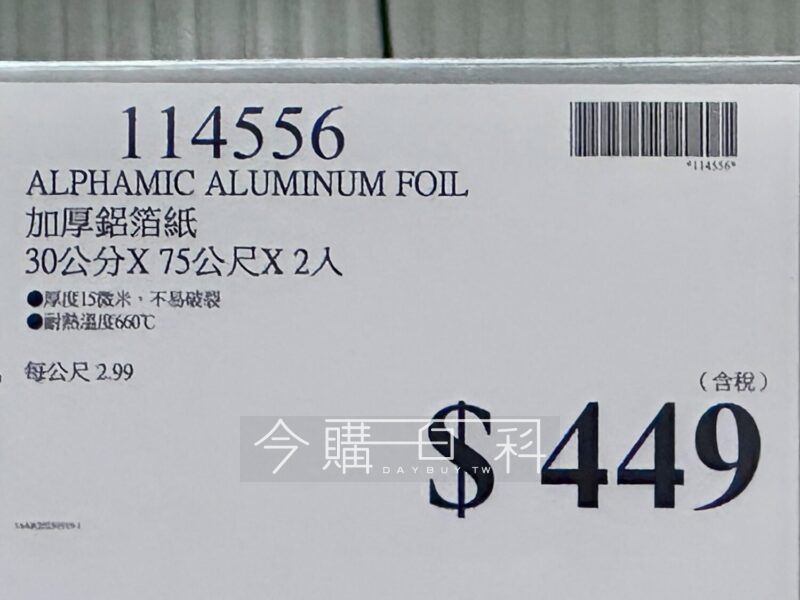 114556
*114556*
ALPHAMIC ALUMINUM FOIL
加厚鋁箔紙
30公分X 75公尺X 2入
●厚度15微米，不易破裂
●耐熱溫度660℃
每公尺 2.99
（含稅）
$ 449
今購百科
DAYBUY.TW